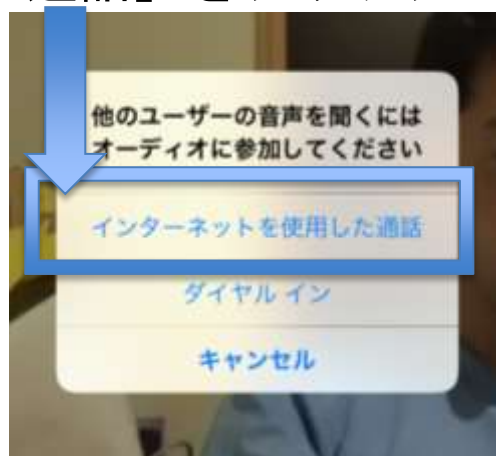 他のユーザーの音声を聞くには
オーディオに参加してください
インターネットを使用した通話
ダイヤル イン
キャンセル